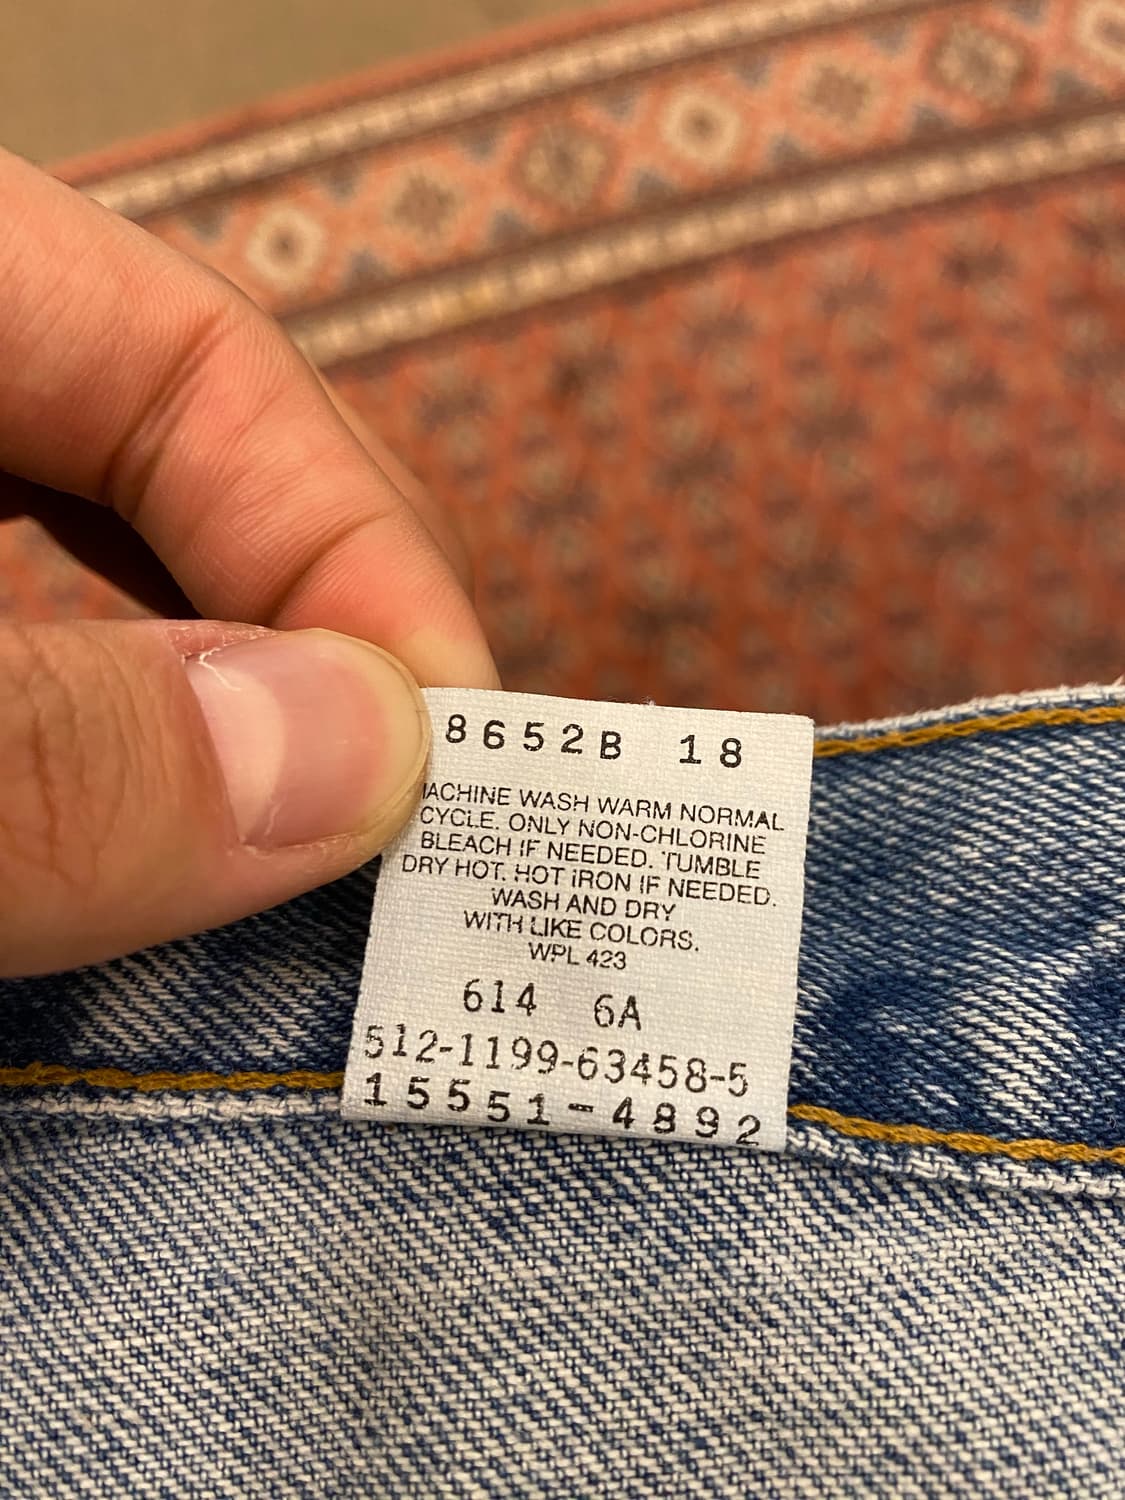 8652B 18
MACHINE WASH WARM NORMAL
CYCLE. ONLY NON-CHLORINE
BLEACH IF NEEDED. TUMBLE
DRY HOT. HOT IRON IF NEEDED.
WASH AND DRY
WITH LIKE COLORS.
WPL 423
614 6A
512-1199-63458-5
15551-4892